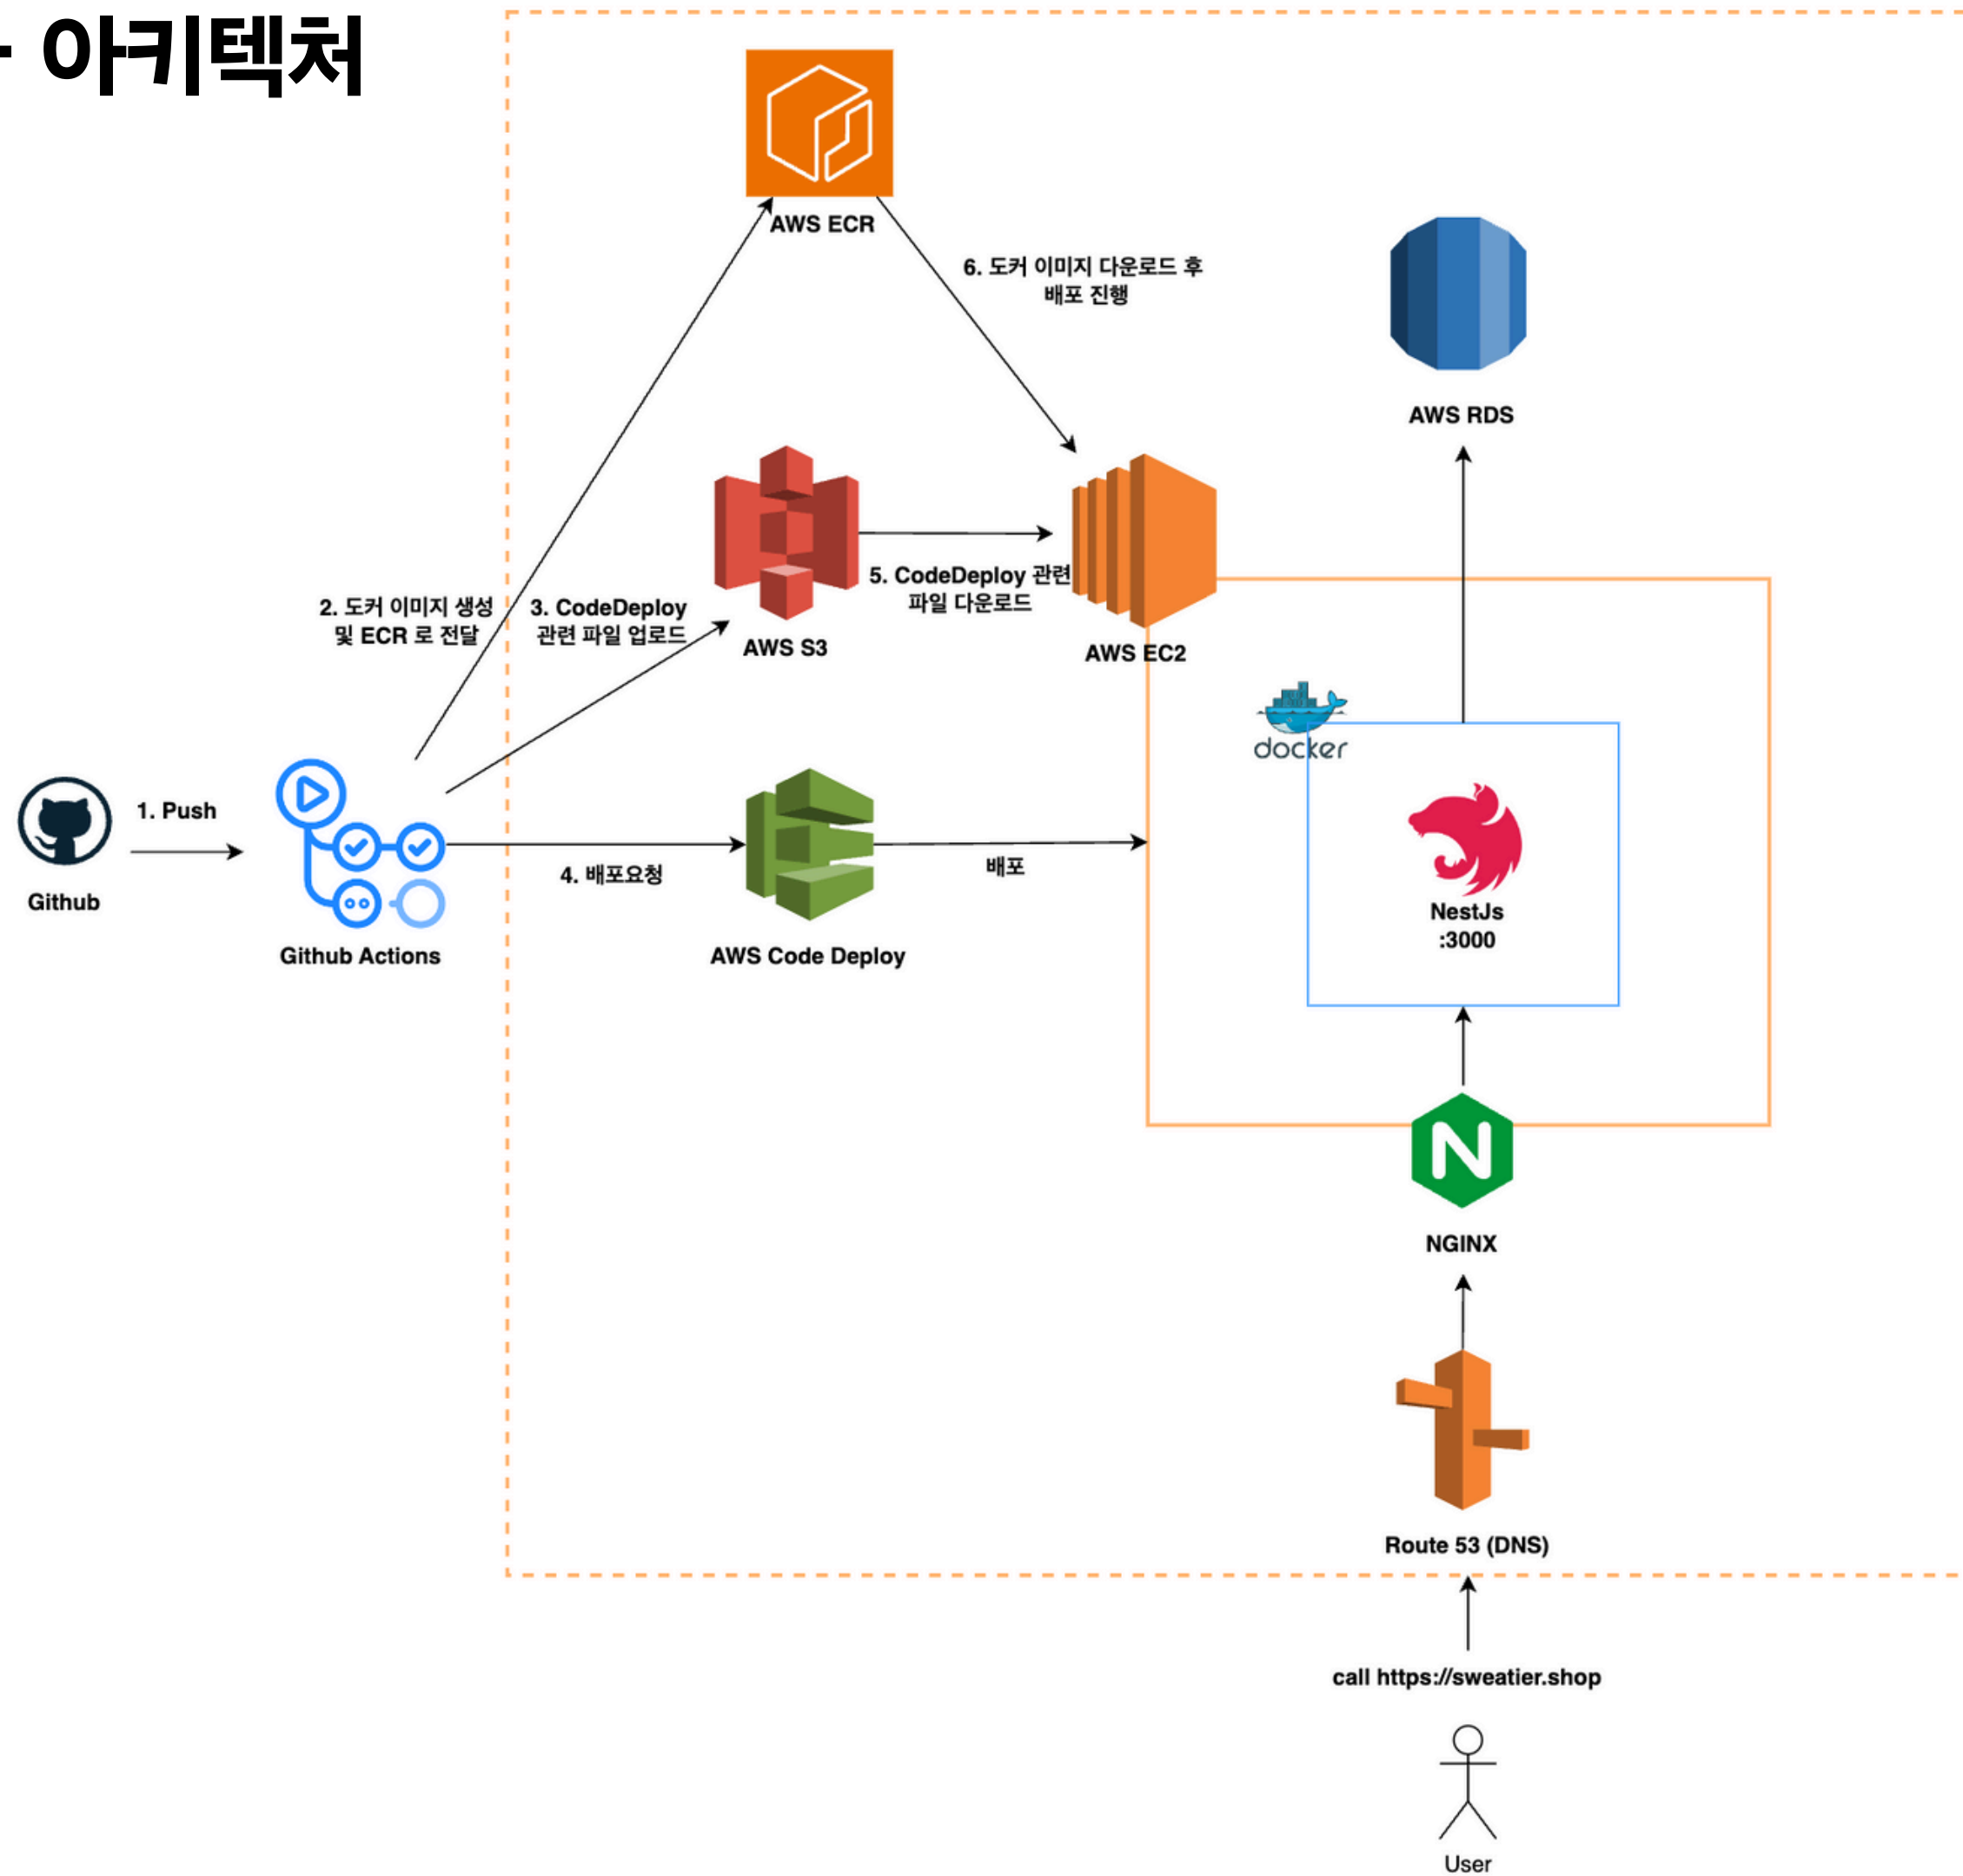 아키텍처
AWS ECR
6. 도커 이미지 다운로드 후
배포 진행
AWS RDS
2. 도커 이미지 생성
및 ECR 로 전달
3. CodeDeploy
관련 파일 업로드
AWS S3
5. CodeDeploy 관련
파일 다운로드
AWS EC2
docker
1. Push
Github
Github Actions
4. 배포요청
AWS Code Deploy
배포
NestJs
:3000
NGINX
Route 53 (DNS)
call https://sweatier.shop
User